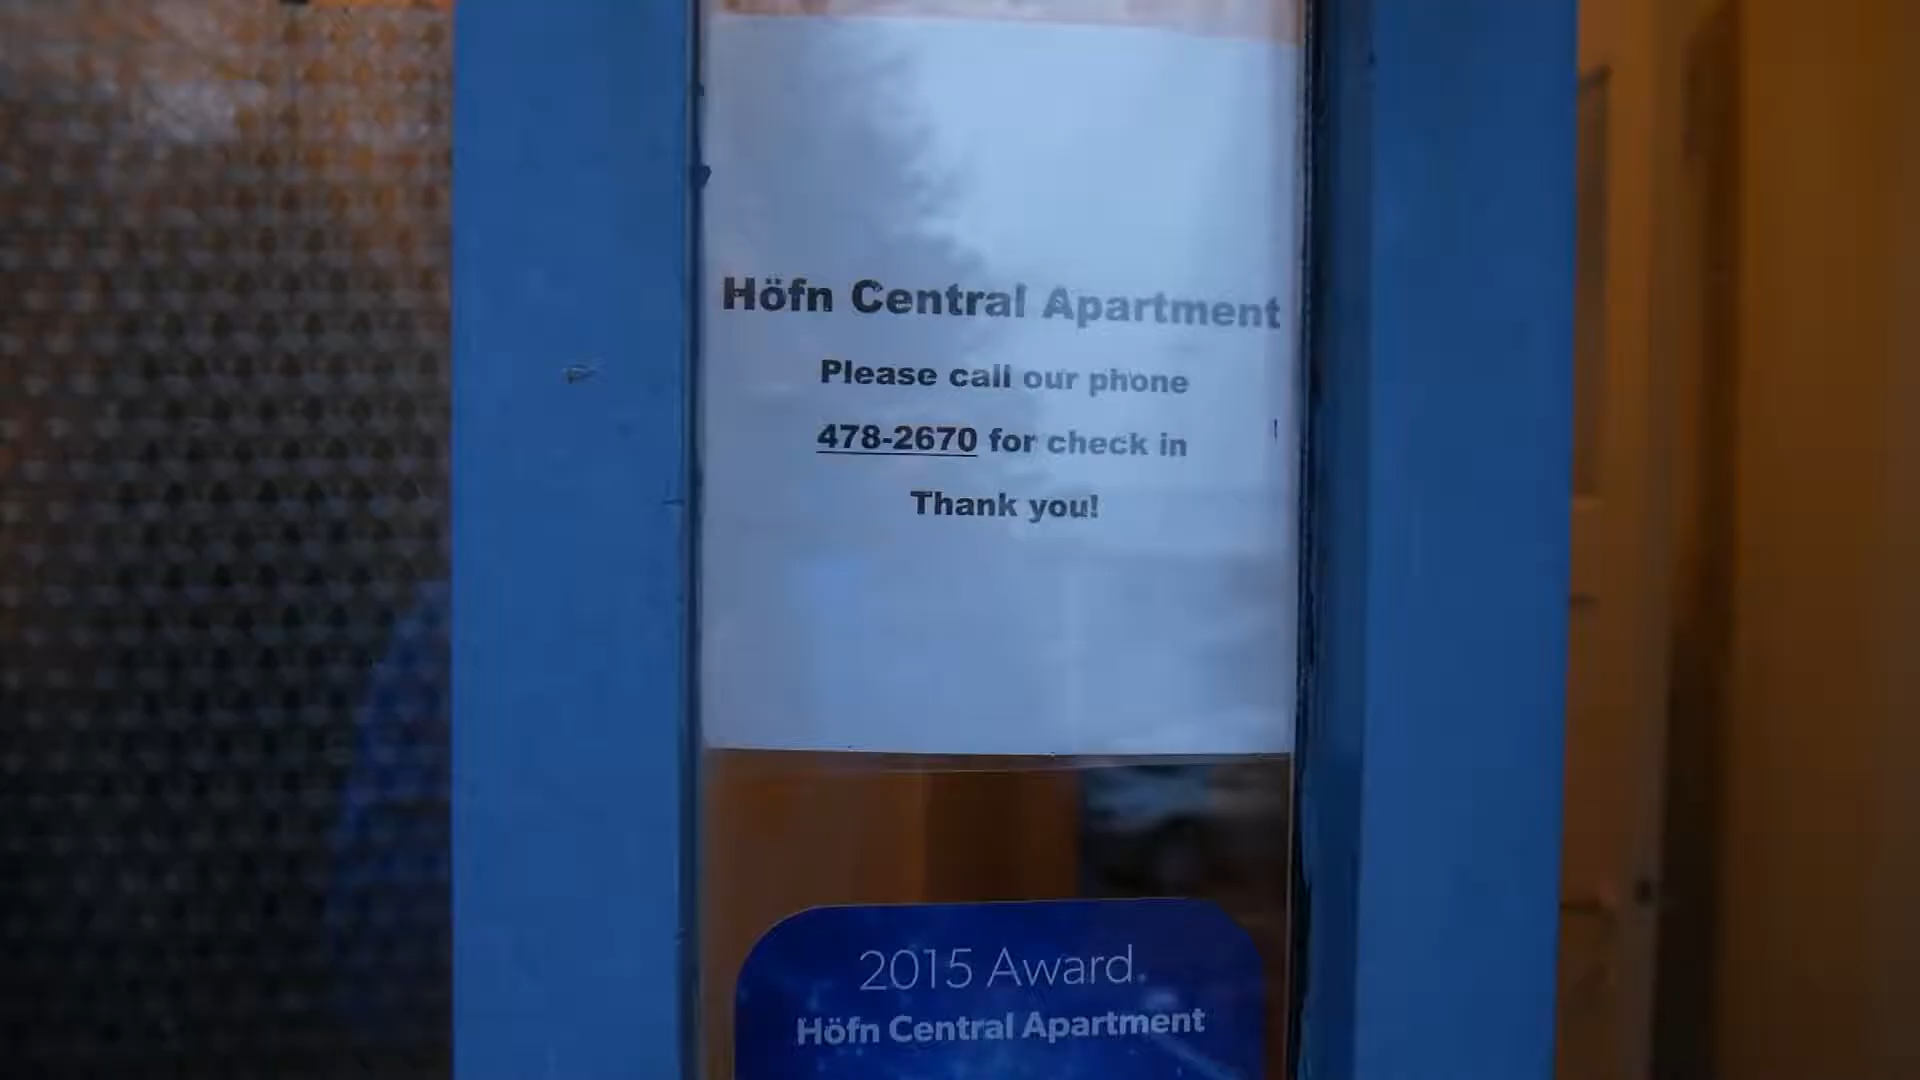 Höfn Central Apartment
Please call our phone
478-2670 for check in
Thank you!
2015 Award.
Höfn Central Apartment